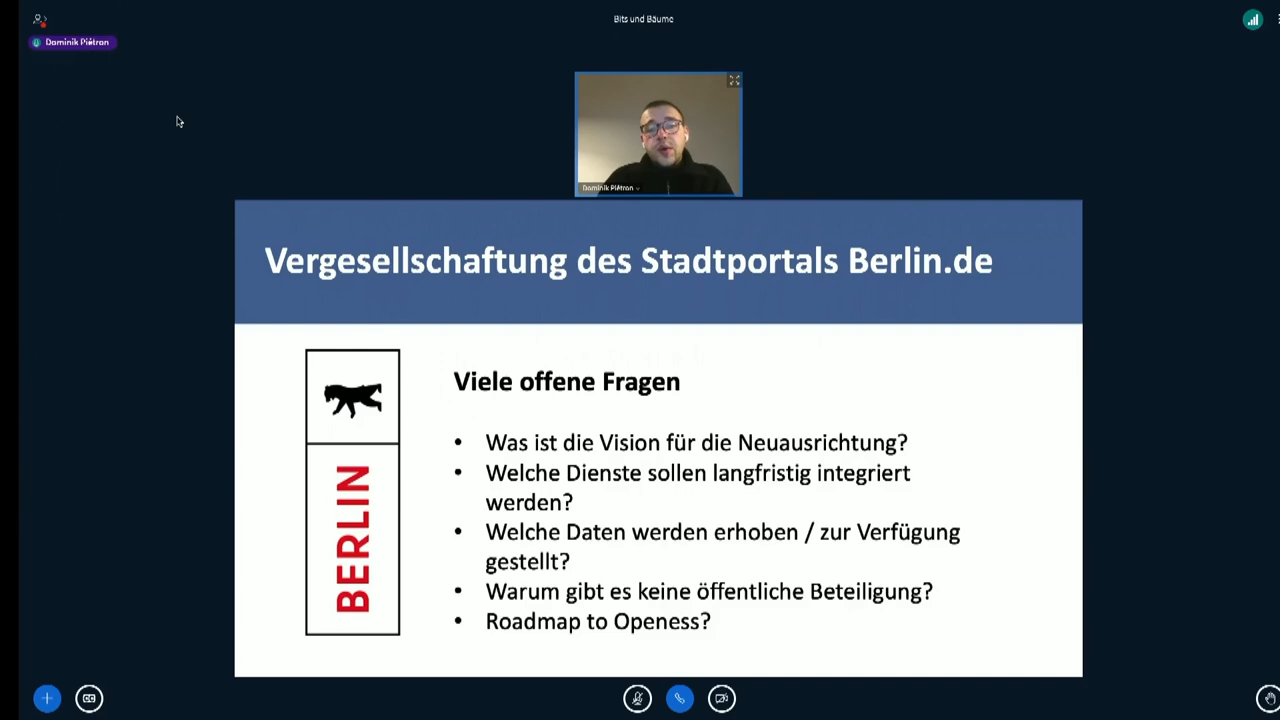 Bits und Bäume
Dominik Piétron
Dominik Piétron
Vergesellschaftung des Stadtportals Berlin.de
BERLIN
Viele offene Fragen
• Was ist die Vision für die Neuausrichtung?
• Welche Dienste sollen langfristig integriert
werden?
• Welche Daten werden erhoben / zur Verfügung
gestellt?
• Warum gibt es keine öffentliche Beteiligung?
• Roadmap to Openess?
CC